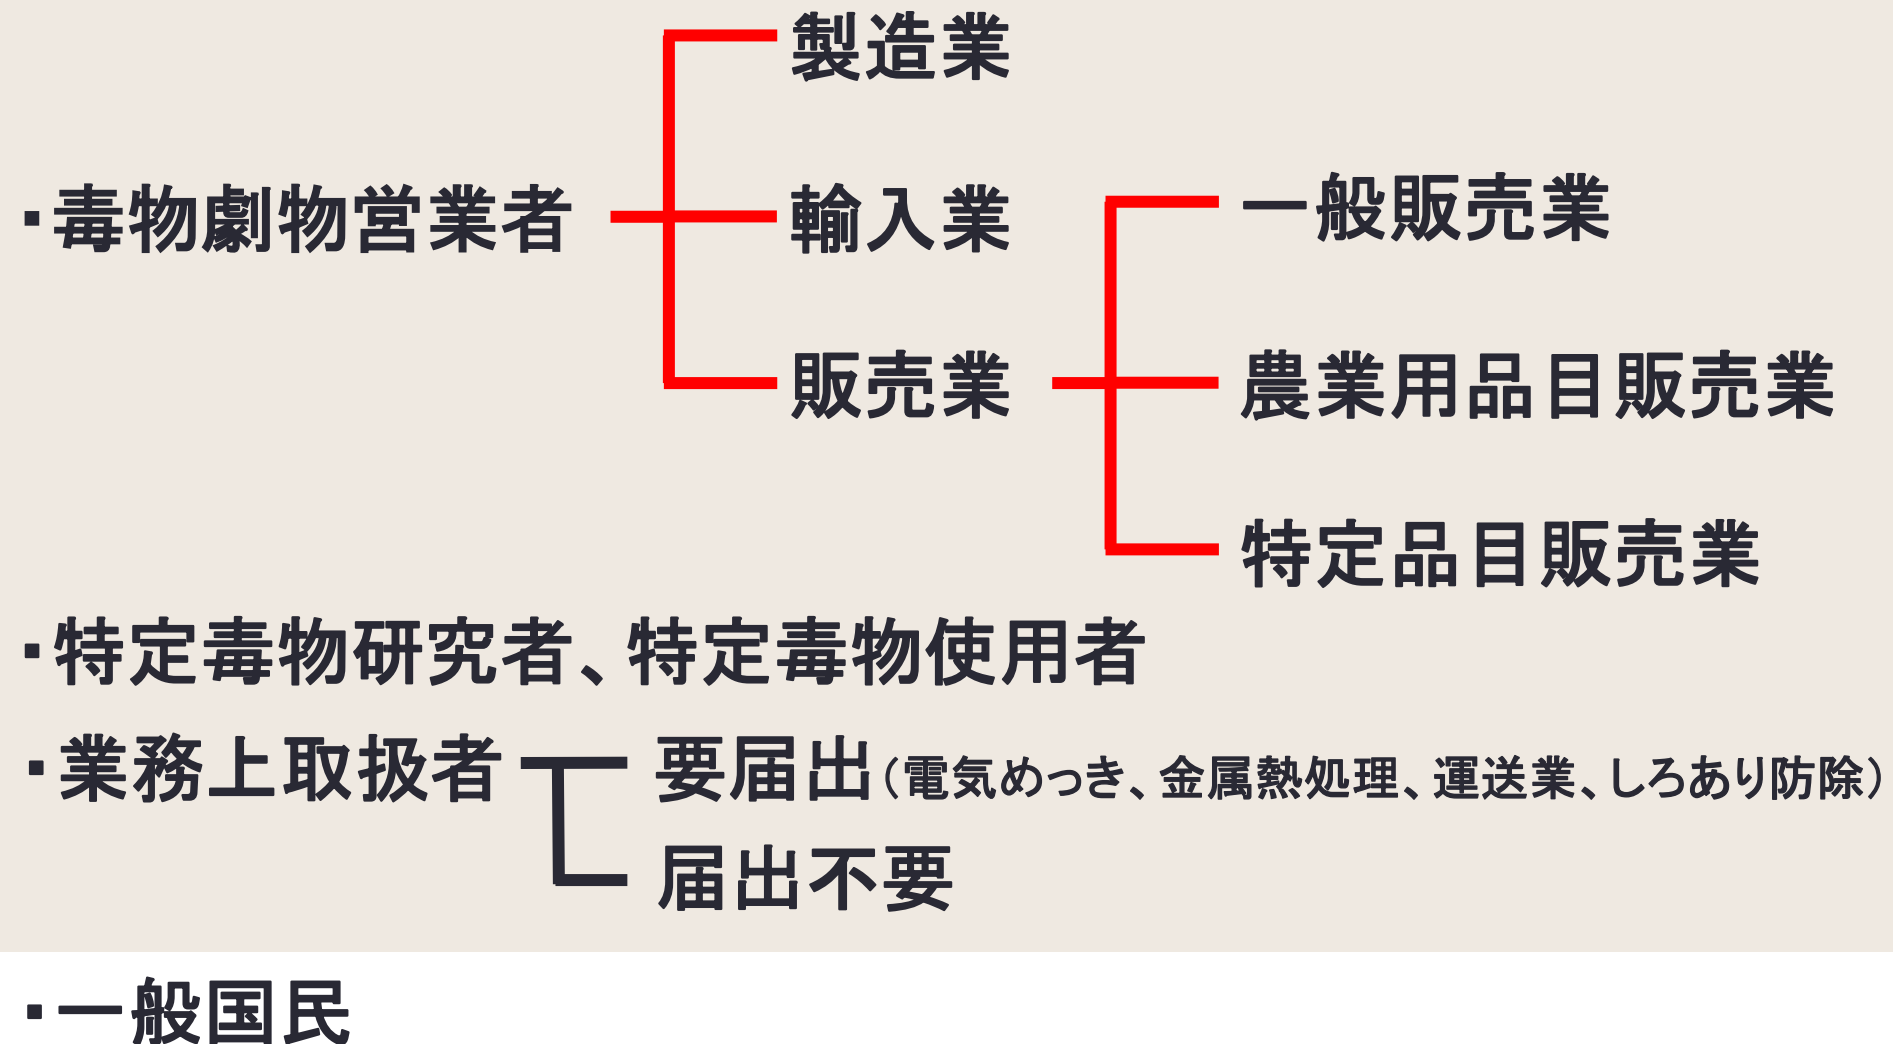 製造業
・毒物劇物営業者
輸入業
一般販売業
販売業
農業用品目販売業
特定品目販売業
・特定毒物研究者、特定毒物使用者
・業務上取扱者
要届出（電気めっき、金属熱処理、運送業、しろあり防除）
届出不要
・一般国民